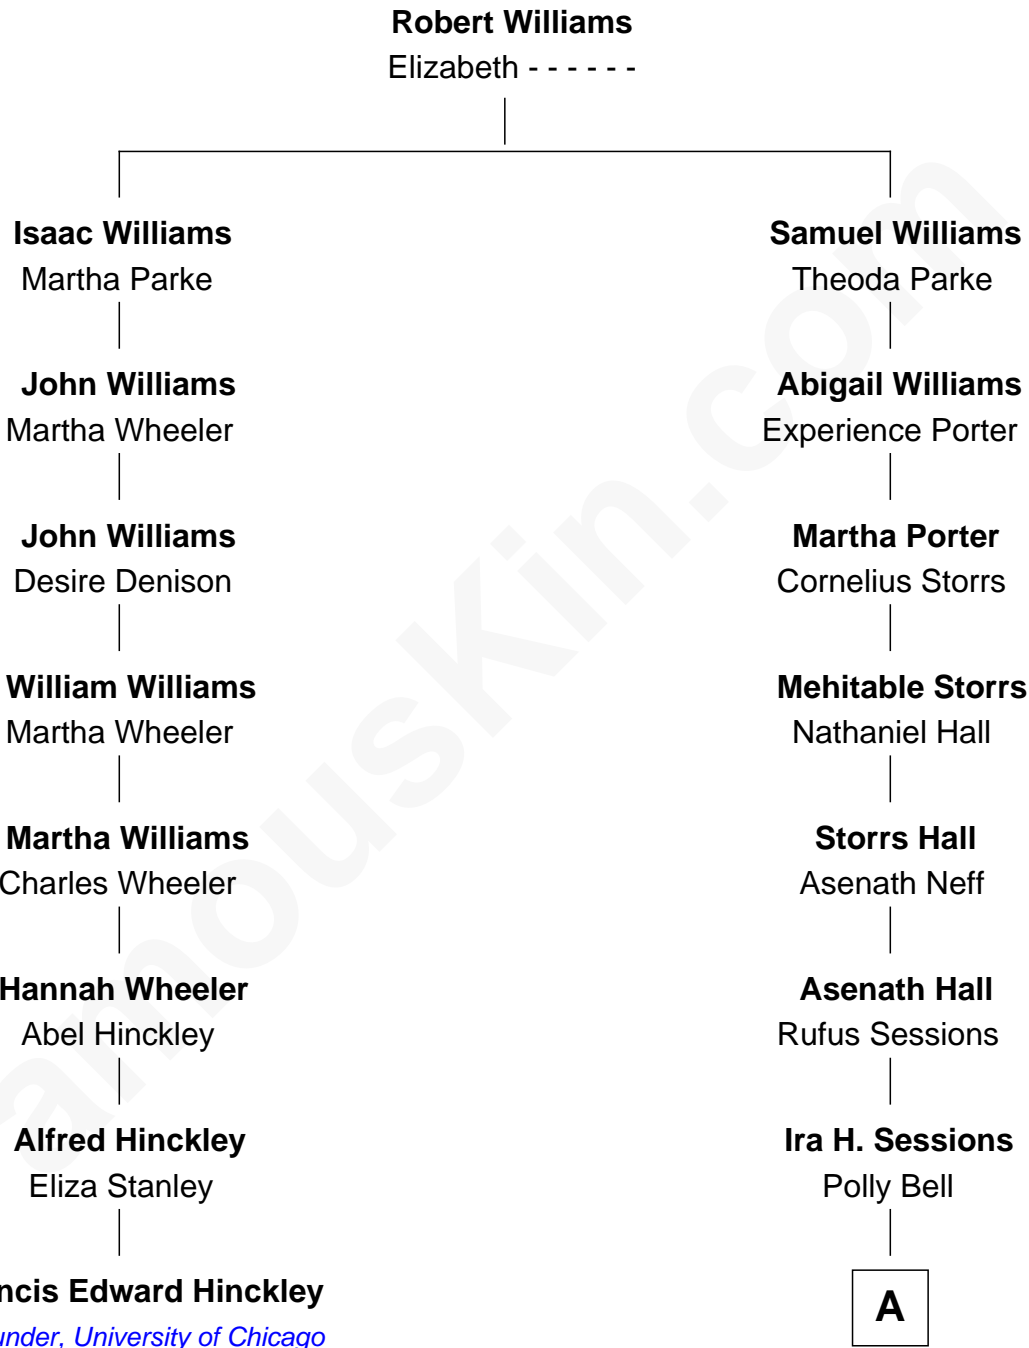 Robert Williams
Elizabeth - - - - - -
Isaac Williams
Martha Parke
John Williams
Martha Wheeler
John Williams
Desire Denison
William Williams
Martha Wheeler
Martha Williams
Charles Wheeler
Hannah Wheeler
Abel Hinckley
Alfred Hinckley
Eliza Stanley
ncis Edward Hinckley
under, University of Chicago
Samuel Williams
Theoda Parke
Abigail Williams
Experience Porter
Martha Porter
Cornelius Storrs
Mehitable Storrs
Nathaniel Hall
Storrs Hall
Asenath Neff
Asenath Hall
Rufus Sessions
Ira H. Sessions
Polly Bell
A
amouskin.com